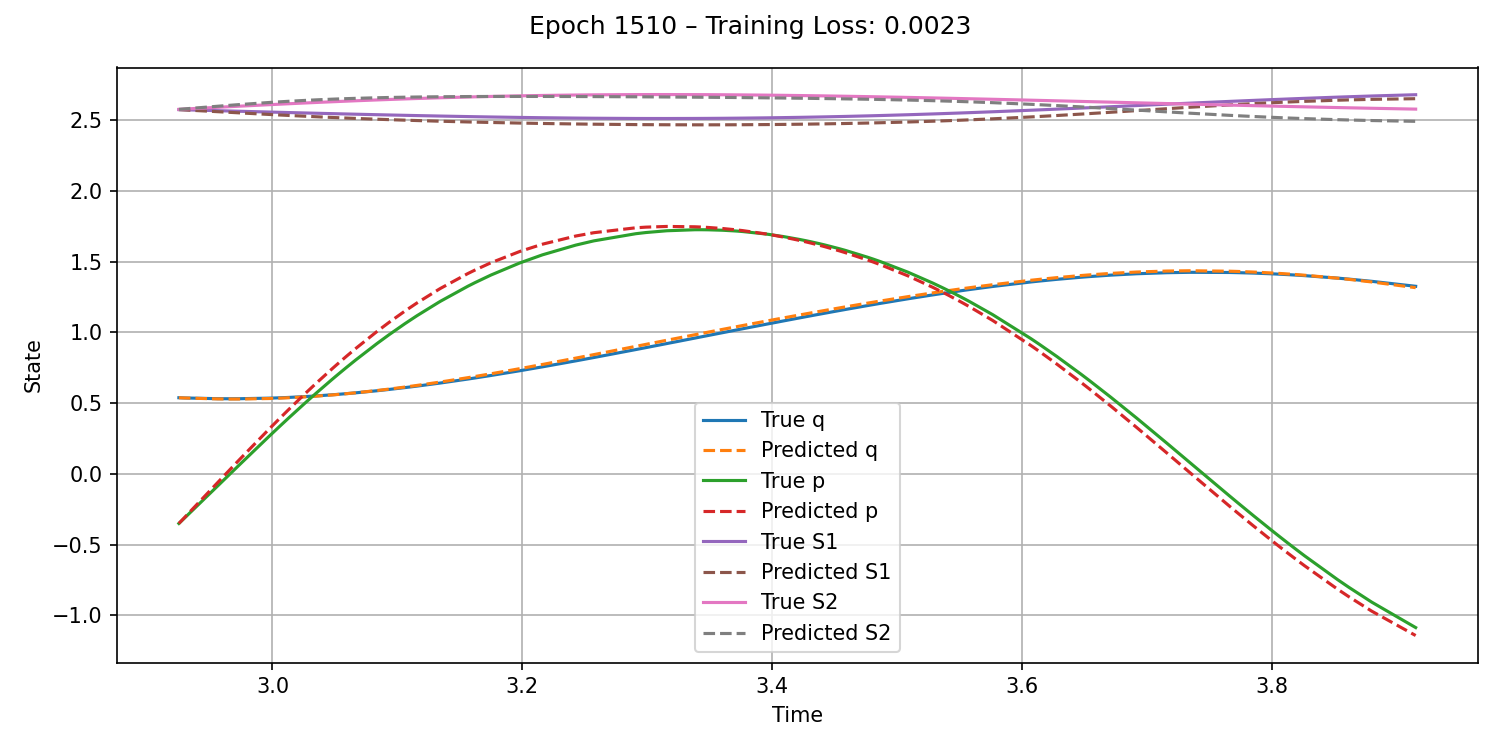 Epoch 1510 – Training Loss: 0.0023
2.5
2.0
1.5
1.0
0.5
0.0
−0.5
−1.0
State
True q
Predicted q
True p
Predicted p
True S1
Predicted S1
True S2
Predicted S2
3.0 3.2 3.4 3.6 3.8
Time